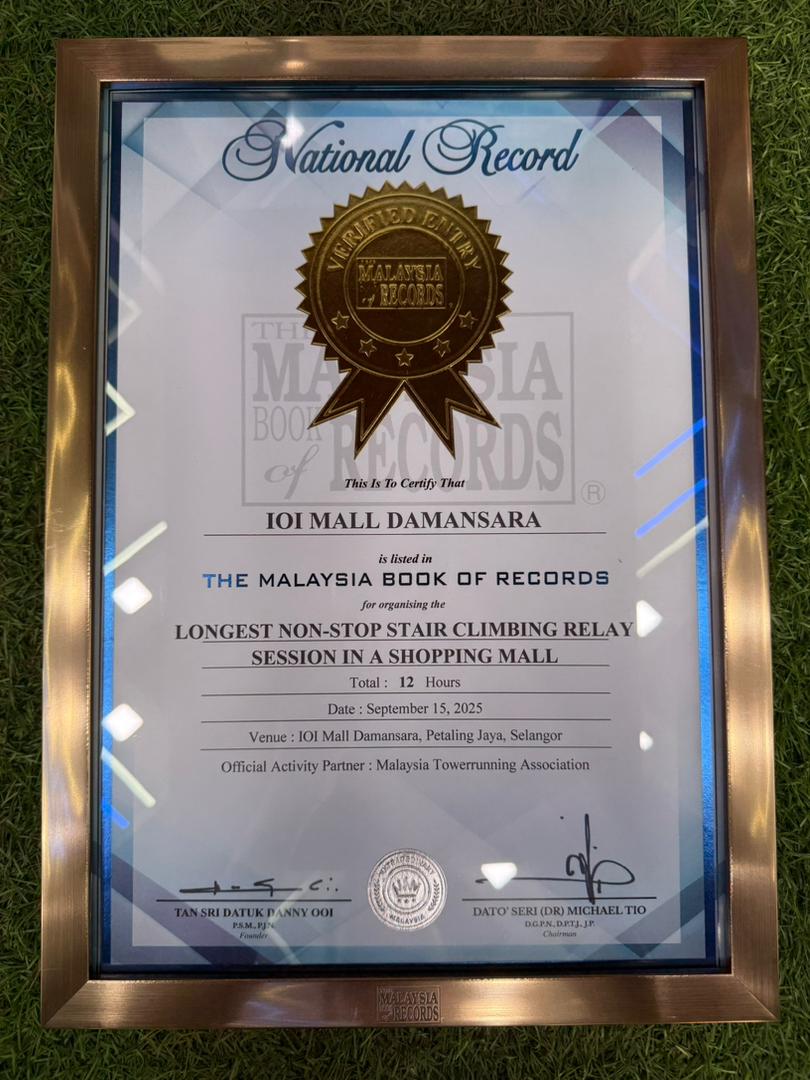 National Record
VERIFIED ENTRY
THE
MALAYSIA
of RECORDS
THE
MALAYSIA
BOOK
of RECORDS ®
This Is To Certify That
IOI MALL DAMANSARA
is listed in
THE MALAYSIA BOOK OF RECORDS
for organising the
LONGEST NON-STOP STAIR CLIMBING RELAY
SESSION IN A SHOPPING MALL
Total : 12 Hours
Date : September 15, 2025
Venue : IOI Mall Damansara, Petaling Jaya, Selangor
Official Activity Partner : Malaysia Towerrunning Association
TAN SRI DATUK DANNY OOI
P.S.M., P.J.N.
Founder
MALAYSIA
DATO' SERI (DR) MICHAEL TIO
D.G.P.N., D.P.T.J., J.P.
Chairman
THE
MALAYSIA
of RECORDS